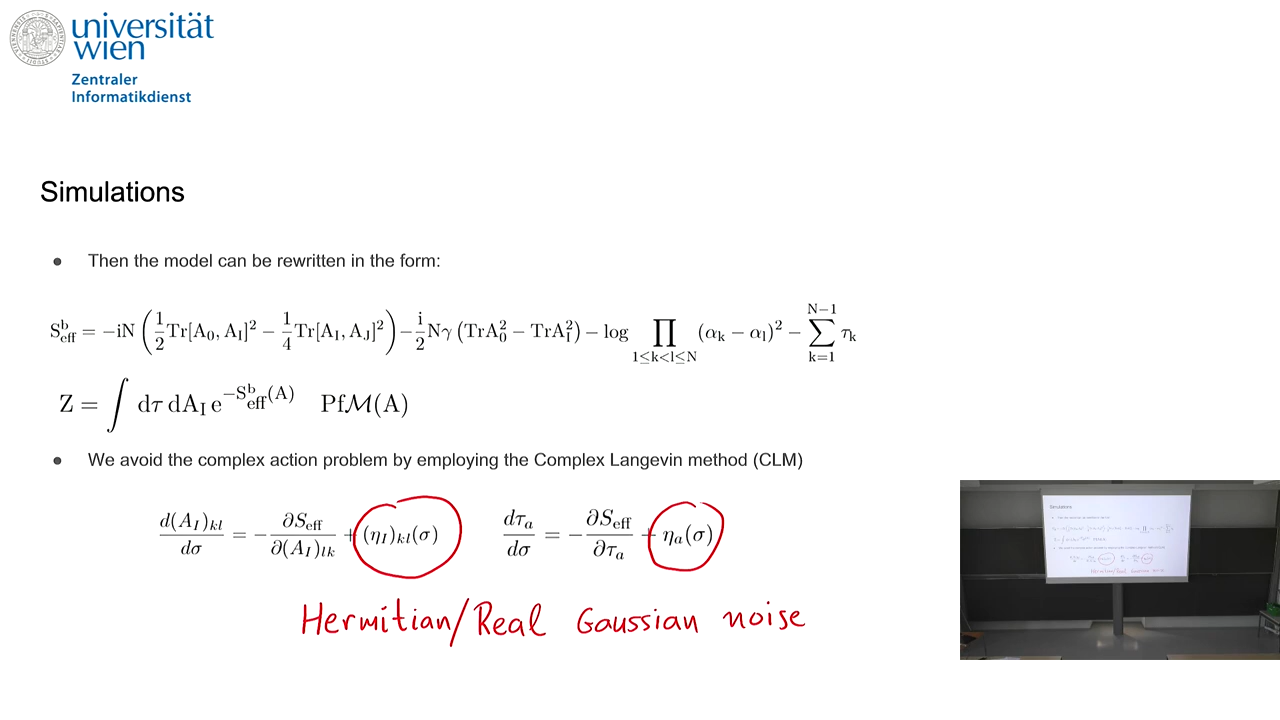 universität
wien
Zentraler
Informatikdienst
Simulations
● Then the model can be rewritten in the form:
S^b_eff = −iN (1/2 Tr[A_0, A_I]^2 − 1/4 Tr[A_I, A_J]^2) − i/2 Nγ (TrA_0^2 − TrA_I^2) − log ∏_{1≤k<l≤N} (α_k − α_l)^2 − ∑_{k=1}^{N−1} τ_k
Z = ∫ dτ dA_I e^{−S^b_eff(A)} Pfℳ(A)
● We avoid the complex action problem by employing the Complex Langevin method (CLM)
d(A_I)_kl/dσ = − ∂S_eff/∂(A_I)_lk + (η_I)_kl(σ) dτ_a/dσ = − ∂S_eff/∂τ_a + η_a(σ)
Hermitian/Real Gaussian noise